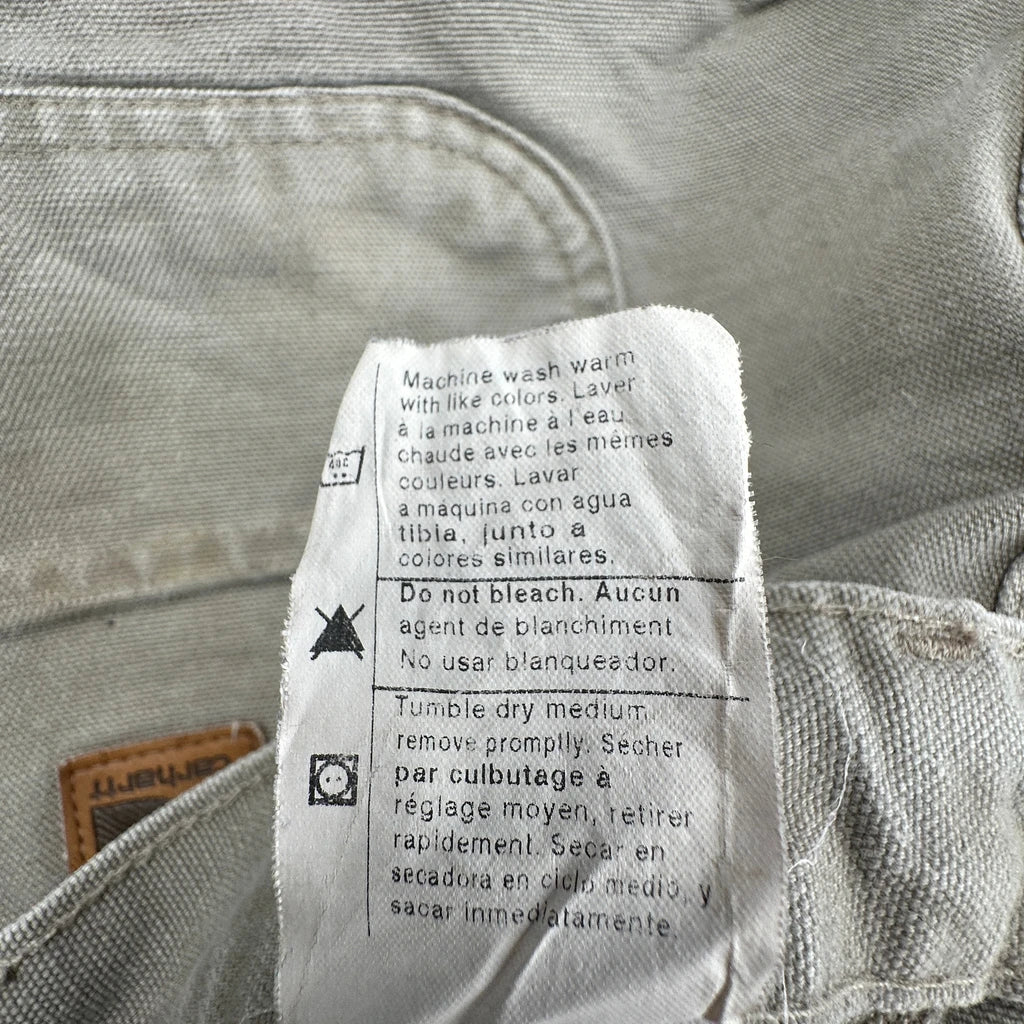 Machine wash warm
with like colors. Laver
à la machine à l'eau
chaude avec les mêmes
couleurs. Lavar
a máquina con agua
tibia, junto a
colores similares.
40C
Do not bleach. Aucun
agent de blanchiment
No usar blanqueador.
Tumble dry medium
remove promptly. Sécher
par culbutage à
réglage moyen, retirer
rapidement. Secar en
secadora en ciclo medio, y
sacar inmediatamente.
carhartt